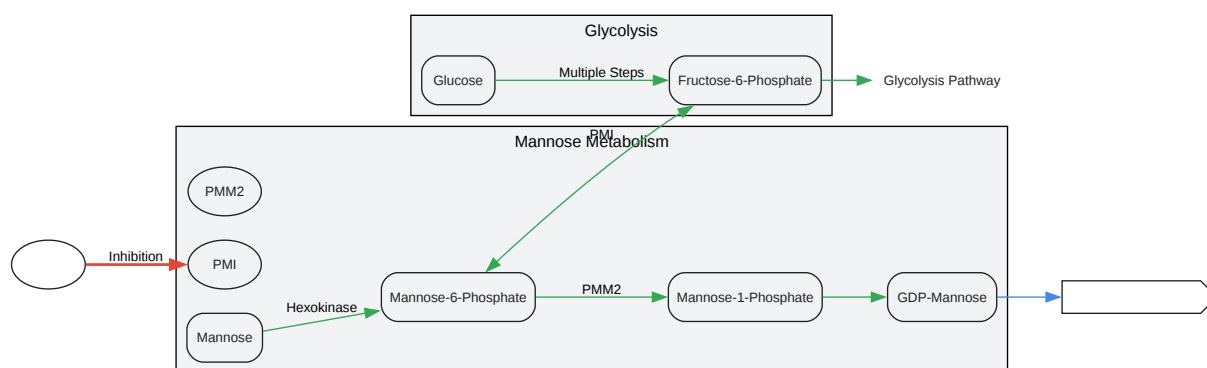 Glycolysis
Glucose
Multiple Steps
Fructose-6-Phosphate
Glycolysis Pathway
PMI
Mannose Metabolism
PMM2
Inhibition
PMI
Mannose-6-Phosphate
PMM2
Mannose-1-Phosphate
GDP-Mannose
Hexokinase
Mannose